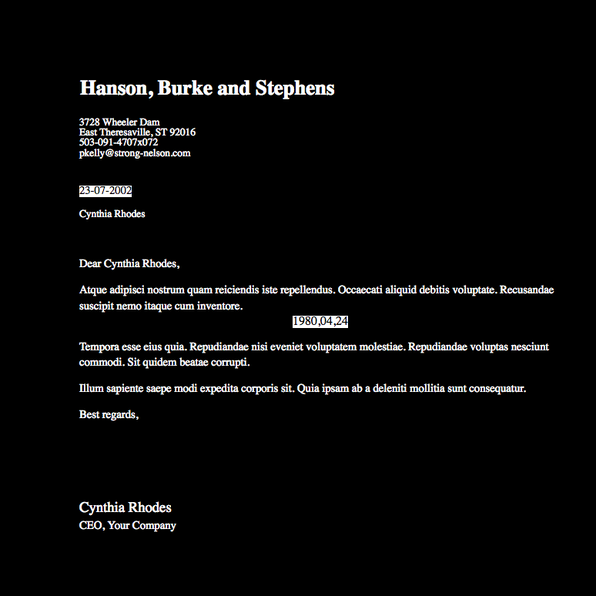 Hanson, Burke and Stephens
3728 Wheeler Dam
East Theresaville, ST 92016
503-091-4707x072
pkelly@strong-nelson.com
23-07-2002
Cynthia Rhodes
Dear Cynthia Rhodes,
Atque adipisci nostrum quam reiciendis iste repellendus. Occaecati aliquid debitis voluptate. Recusandae
suscipit nemo itaque cum inventore.
1980,04,24
Tempora esse eius quia. Repudiandae nisi eveniet voluptatem molestiae. Repudiandae voluptas nesciunt
commodi. Sit quidem beatae corrupti.
Illum sapiente saepe modi expedita corporis sit. Quia ipsam ab a deleniti mollitia sunt consequatur.
Best regards,
Cynthia Rhodes
CEO, Your Company